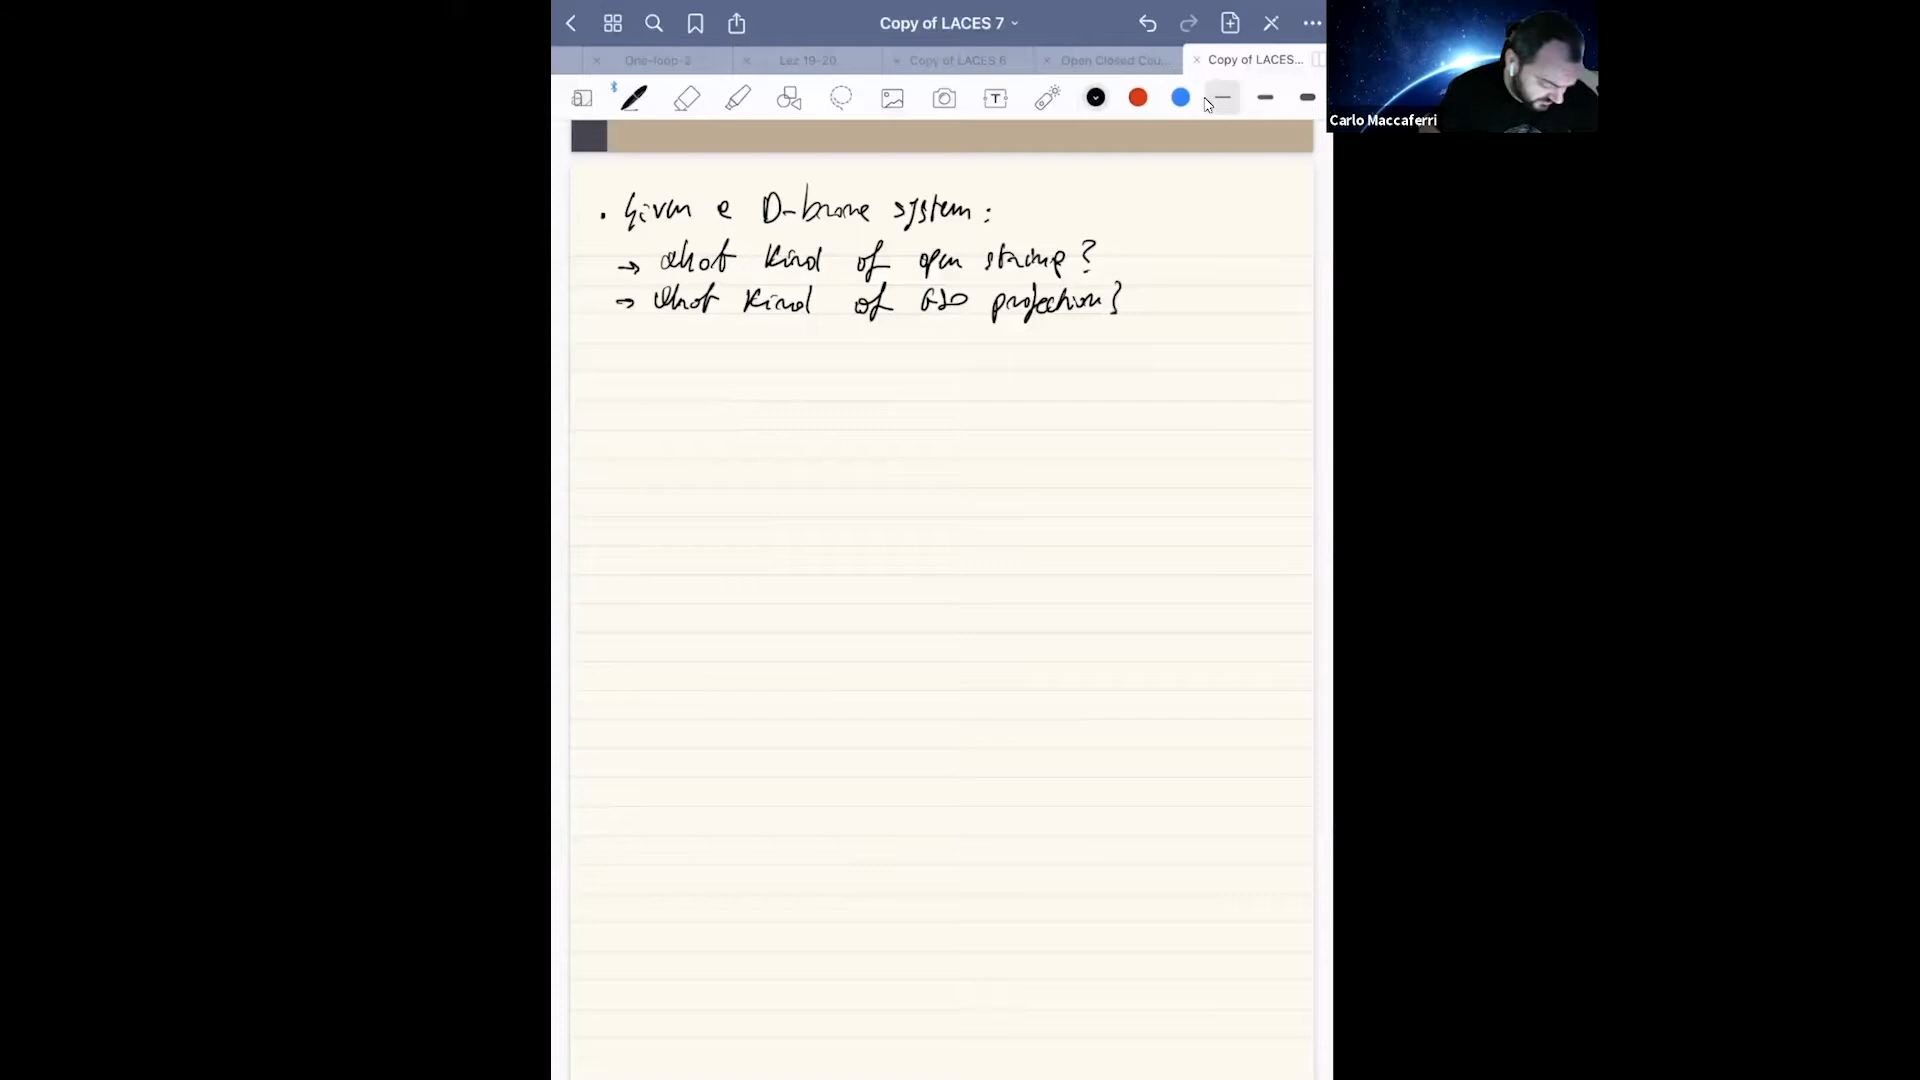 Copy of LACES 7
One-loop-2
Lez 19-20
Copy of LACES 6
Open Closed Cou...
Copy of LACES...
T
Carlo Maccaferri
. Given a D-brane system:
→ what kind of open strings?
→ what kind of GSO projection?